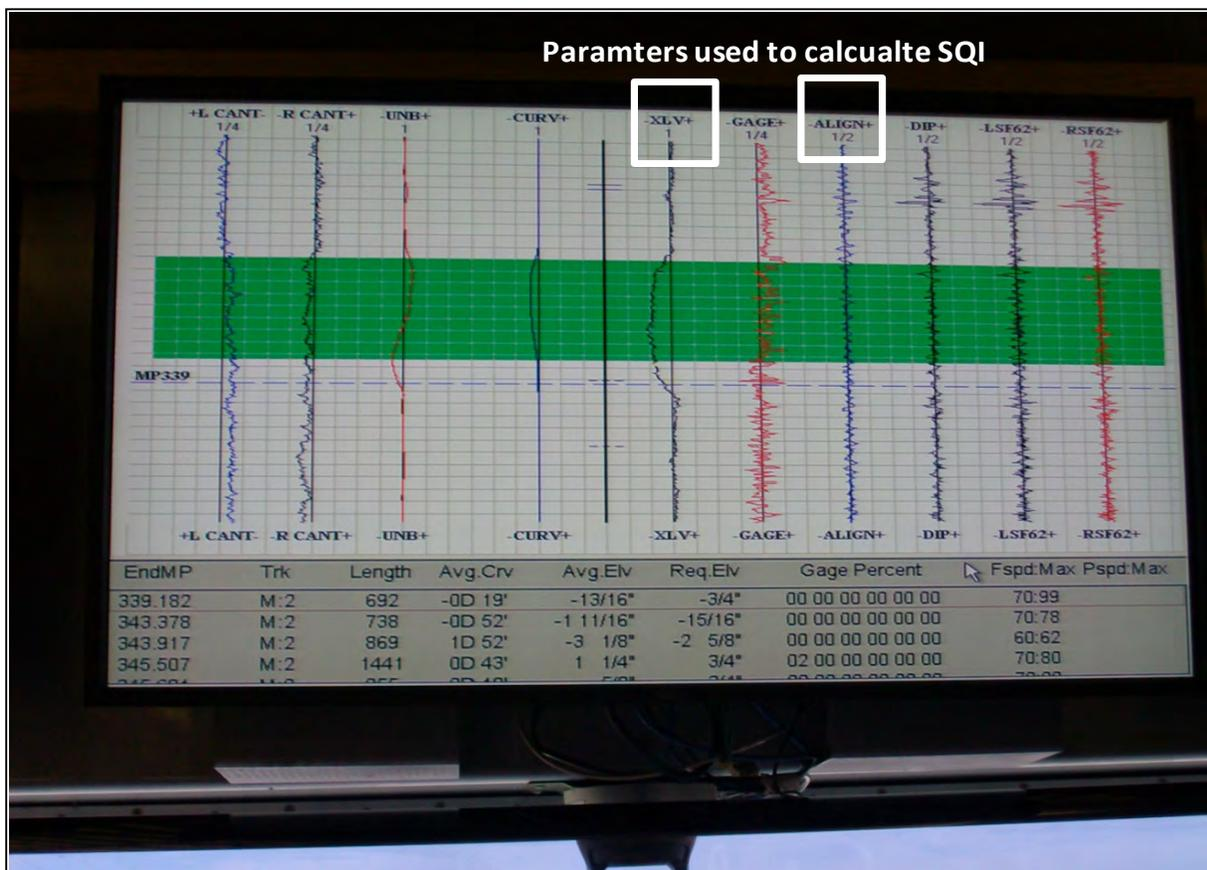 Paramters used to calcualte SQI
+L CANT- -R CANT+ -UNB+ -CURV+ -XLV+ -GAGE+ -ALIGN+ -DIP+ -LSF62+ -RSF62+
1/4 1/4 1 1 1 1/4 1/2 1/2 1/2 1/2
MP339
+L CANT- -R CANT+ -UNB+ -CURV+ -XLV+ -GAGE+ -ALIGN+ -DIP+ -LSF62+ -RSF62+
EndMP Trk Length Avg.Crv Avg.Elv Req.Elv Gage Percent Fspd:Max Pspd:Max
339.182 M:2 692 -0D 19' -13/16" -3/4" 00 00 00 00 00 00 70:99
343.378 M:2 738 -0D 52' -1 11/16" -15/16" 00 00 00 00 00 00 70:78
343.917 M:2 869 1D 52' -3 1/8" -2 5/8" 00 00 00 00 00 00 60:62
345.507 M:2 1441 0D 43' 1 1/4" 3/4" 02 00 00 00 00 00 70:80